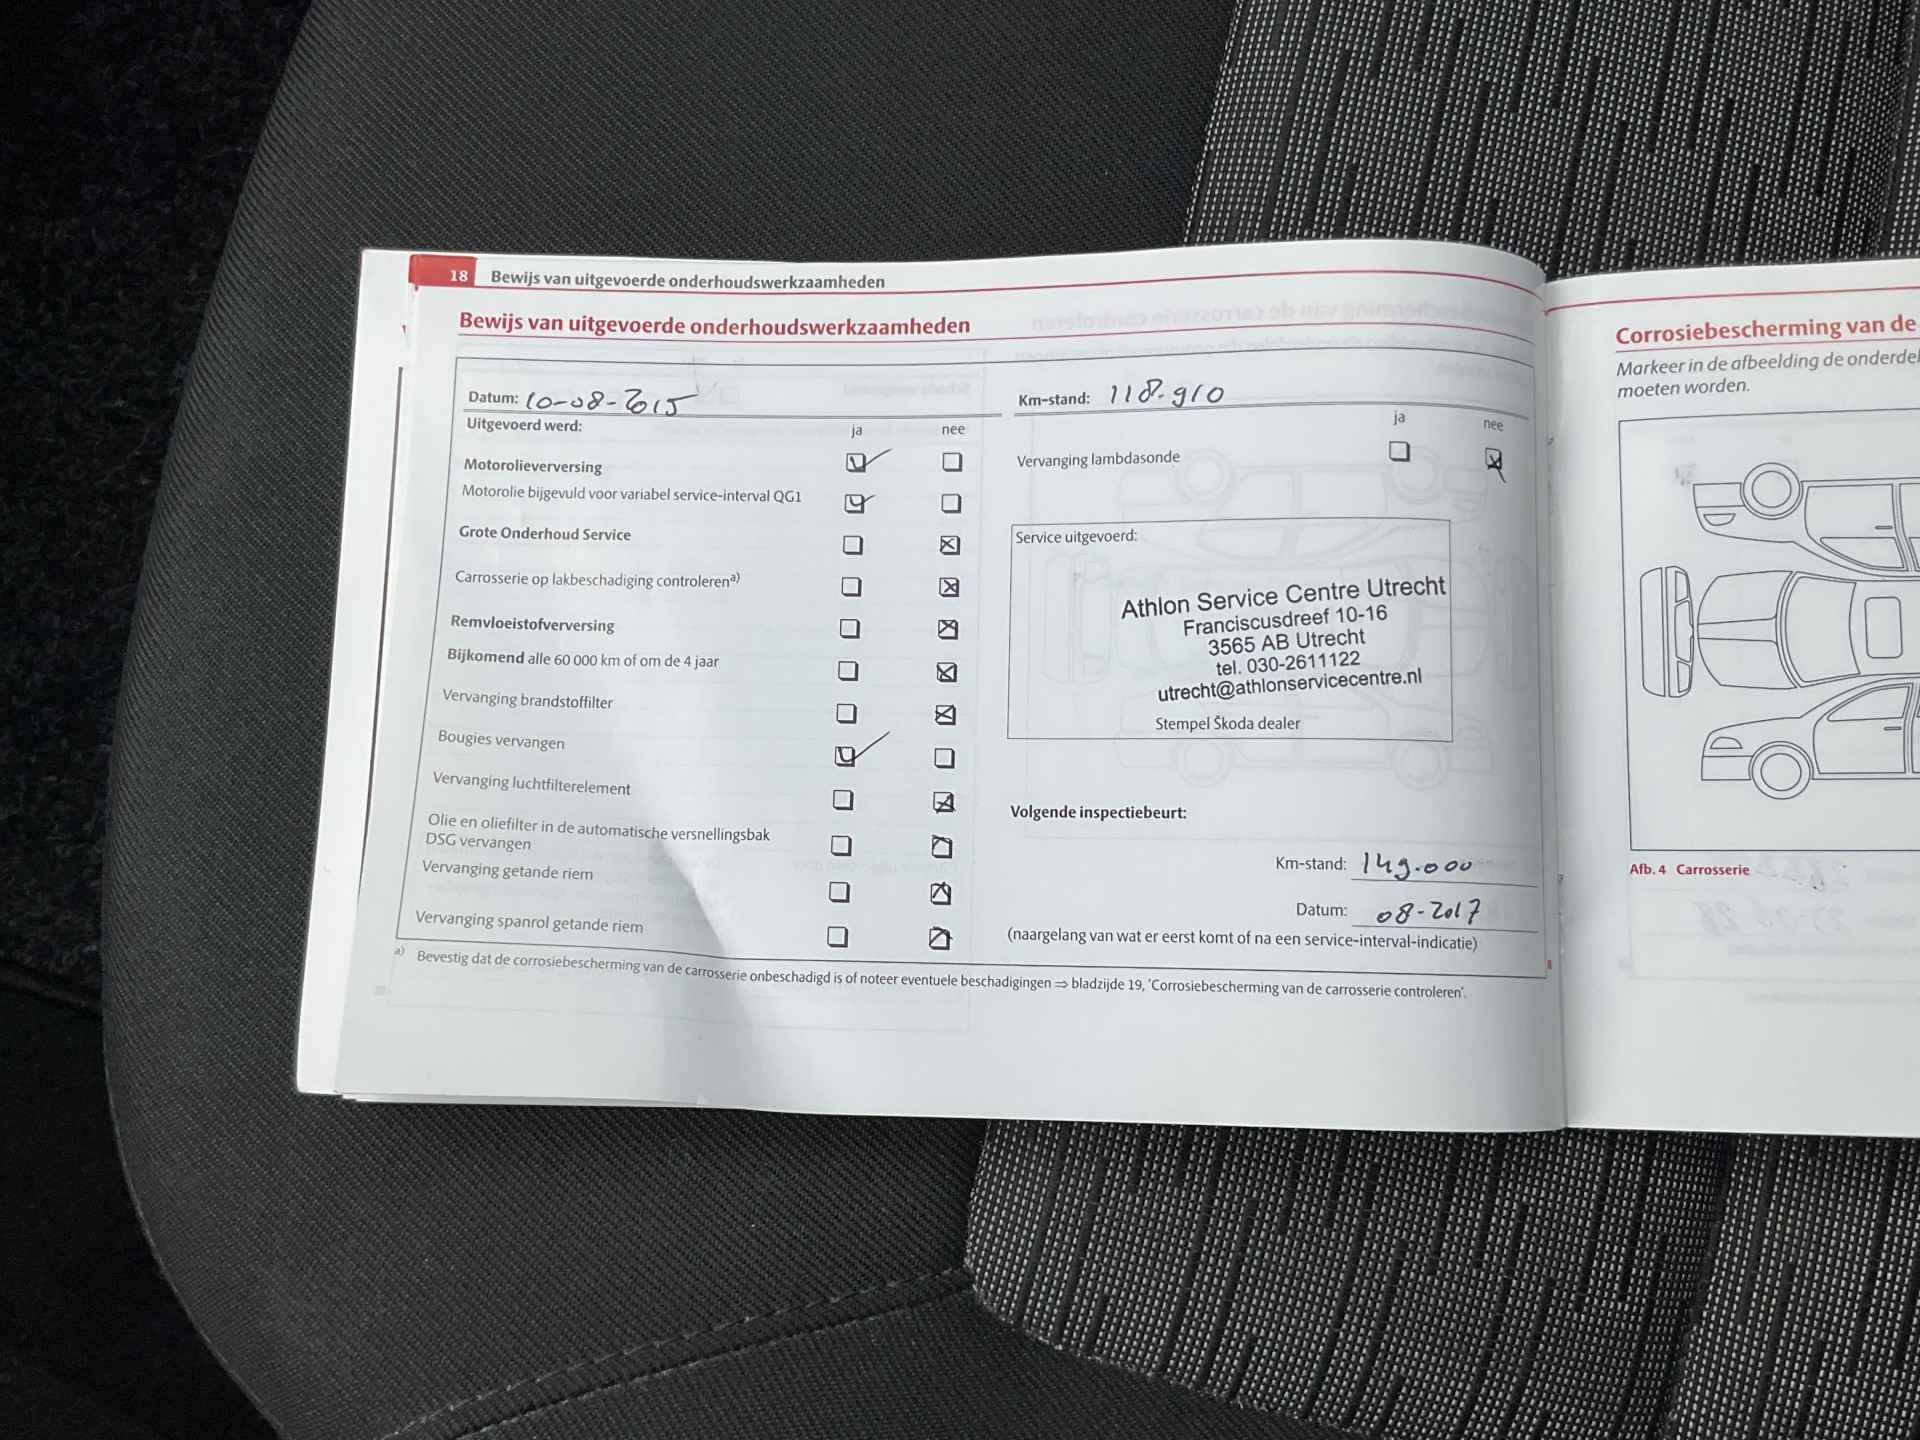 18 Bewijs van uitgevoerde onderhoudswerkzaamheden
Bewijs van uitgevoerde onderhoudswerkzaamheden
Datum: 10-08-2015
Uitgevoerd werd:
ja nee
Motorolieverversing
Motorolie bijgevuld voor variabel service-interval QG1
Grote Onderhoud Service
Carrosserie op lakbeschadiging controleren a)
Remvloeistofverversing
Bijkomend alle 60 000 km of om de 4 jaar
Vervanging brandstoffilter
Bougies vervangen
Vervanging luchtfilterelement
Olie en oliefilter in de automatische versnellingsbak
DSG vervangen
Vervanging getande riem
Vervanging spanrol getande riem
Km-stand: 118.910
ja nee
Vervanging lambdasonde
Service uitgevoerd:
Athlon Service Centre Utrecht
Franciscusdreef 10-16
3565 AB Utrecht
tel. 030-2611122
utrecht@athlonservicecentre.nl
Stempel Škoda dealer
Volgende inspectiebeurt:
Km-stand: 149.000
Datum: 08-2017
(naargelang van wat er eerst komt of na een service-interval-indicatie)
a) Bevestig dat de corrosiebescherming van de carrosserie onbeschadigd is of noteer eventuele beschadigingen ⇒ bladzijde 19, 'Corrosiebescherming van de carrosserie controleren'.
Corrosiebescherming van de
Markeer in de afbeelding de onderdel
moeten worden.
Afb. 4 Carrosserie